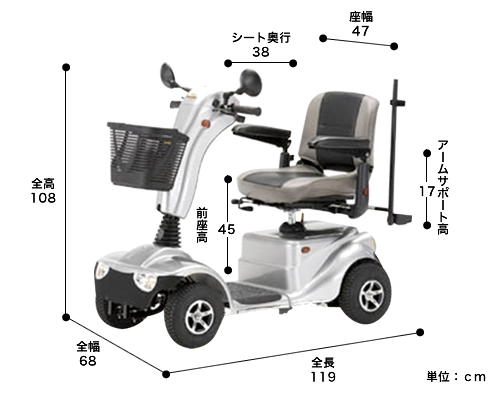 座幅
47
シート奥行
38
全高
108
前座高
45
アームサポート高
17
全幅
68
全長
119
単位：ｃｍ